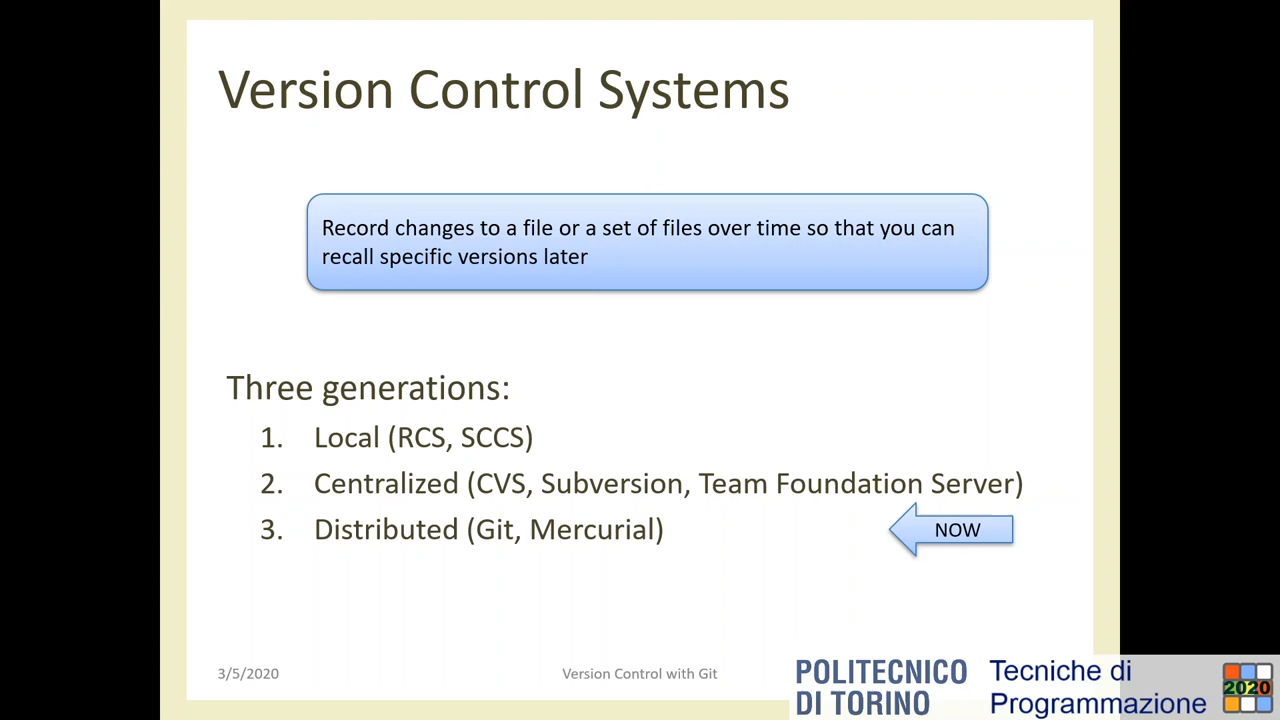 Version Control Systems
Record changes to a file or a set of files over time so that you can
recall specific versions later
Three generations:
1. Local (RCS, SCCS)
2. Centralized (CVS, Subversion, Team Foundation Server)
3. Distributed (Git, Mercurial)
NOW
3/5/2020
Version Control with Git
POLITECNICO
DI TORINO
Tecniche di
Programmazione
2020